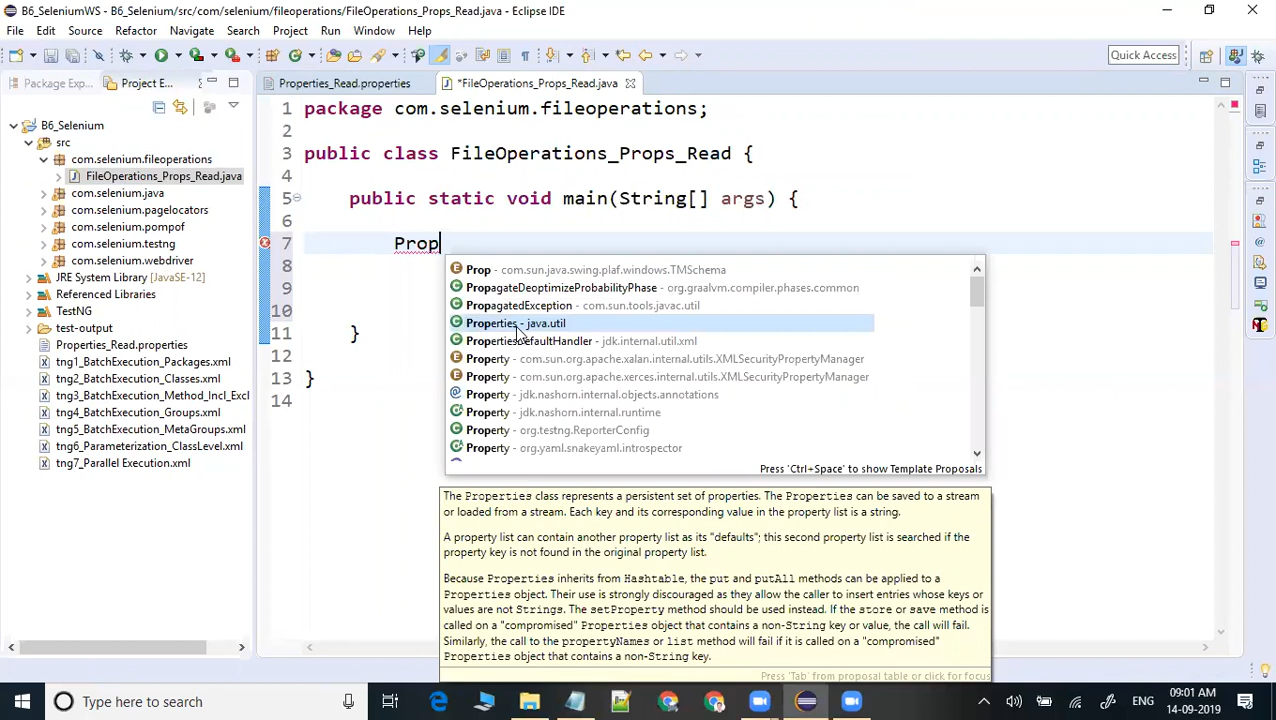 B6_SeleniumWS - B6_Selenium/src/com/selenium/fileoperations/FileOperations_Props_Read.java - Eclipse IDE
File Edit Source Refactor Navigate Search Project Run Window Help
Quick Access
Package Exp... Project E...
Properties_Read.properties *FileOperations_Props_Read.java
B6_Selenium
src
com.selenium.fileoperations
FileOperations_Props_Read.java
com.selenium.java
com.selenium.pagelocators
com.selenium.pompof
com.selenium.testng
com.selenium.webdriver
JRE System Library [JavaSE-12]
Referenced Libraries
TestNG
test-output
Properties_Read.properties
tng1_BatchExecution_Packages.xml
tng2_BatchExecution_Classes.xml
tng3_BatchExecution_Method_Incl_Excl
tng4_BatchExecution_Groups.xml
tng5_BatchExecution_MetaGroups.xml
tng6_Parameterization_ClassLevel.xml
tng7_Parallel Execution.xml
1 package com.selenium.fileoperations;
2
3 public class FileOperations_Props_Read {
4
5 public static void main(String[] args) {
6
7 Prop
8
9
10
11 }
12
13 }
14
Prop - com.sun.java.swing.plaf.windows.TMSchema
PropagateDeoptimizeProbabilityPhase - org.graalvm.compiler.phases.common
PropagatedException - com.sun.tools.javac.util
Properties - java.util
PropertiesDefaultHandler - jdk.internal.util.xml
Property - com.sun.org.apache.xalan.internal.utils.XMLSecurityPropertyManager
Property - com.sun.org.apache.xerces.internal.utils.XMLSecurityPropertyManager
Property - jdk.nashorn.internal.objects.annotations
Property - jdk.nashorn.internal.runtime
Property - org.testng.ReporterConfig
Property - org.yaml.snakeyaml.introspector
Press 'Ctrl+Space' to show Template Proposals
The Properties class represents a persistent set of properties. The Properties can be saved to a stream
or loaded from a stream. Each key and its corresponding value in the property list is a string.
A property list can contain another property list as its "defaults"; this second property list is searched if the
property key is not found in the original property list.
Because Properties inherits from Hashtable, the put and putAll methods can be applied to a
Properties object. Their use is strongly discouraged as they allow the caller to insert entries whose keys or
values are not Strings. The setProperty method should be used instead. If the store or save method is
called on a "compromised" Properties object that contains a non-String key or value, the call will fail.
Similarly, the call to the propertyNames or list method will fail if it is called on a "compromised"
Properties object that contains a non-String key.
Press 'Tab' from proposal table or click for focus
Type here to search
ENG
09:01 AM
14-09-2019